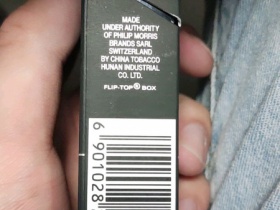 MADE
UNDER AUTHORITY
OF PHILIP MORRIS
BRANDS SARL
SWITZERLAND
BY CHINA TOBACCO
HUNAN INDUSTRIAL
CO. LTD.
FLIP-TOP® BOX
6 901028